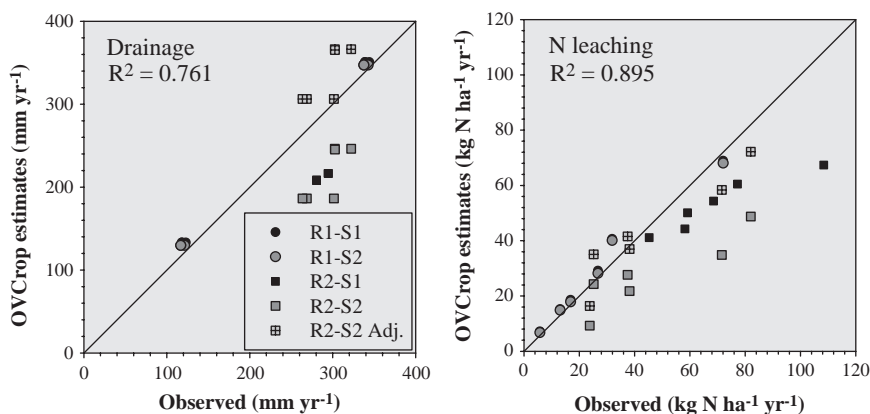 Drainage
R² = 0.761
OVCrop estimates (mm yr⁻¹)
400
300
200
100
0
R1-S1
R1-S2
R2-S1
R2-S2
R2-S2 Adj.
0 100 200 300 400
Observed (mm yr⁻¹)
N leaching
R² = 0.895
OVCrop estimates (kg N ha⁻¹ yr⁻¹)
120
100
80
60
40
20
0
0 20 40 60 80 100 120
Observed (kg N ha⁻¹ yr⁻¹)